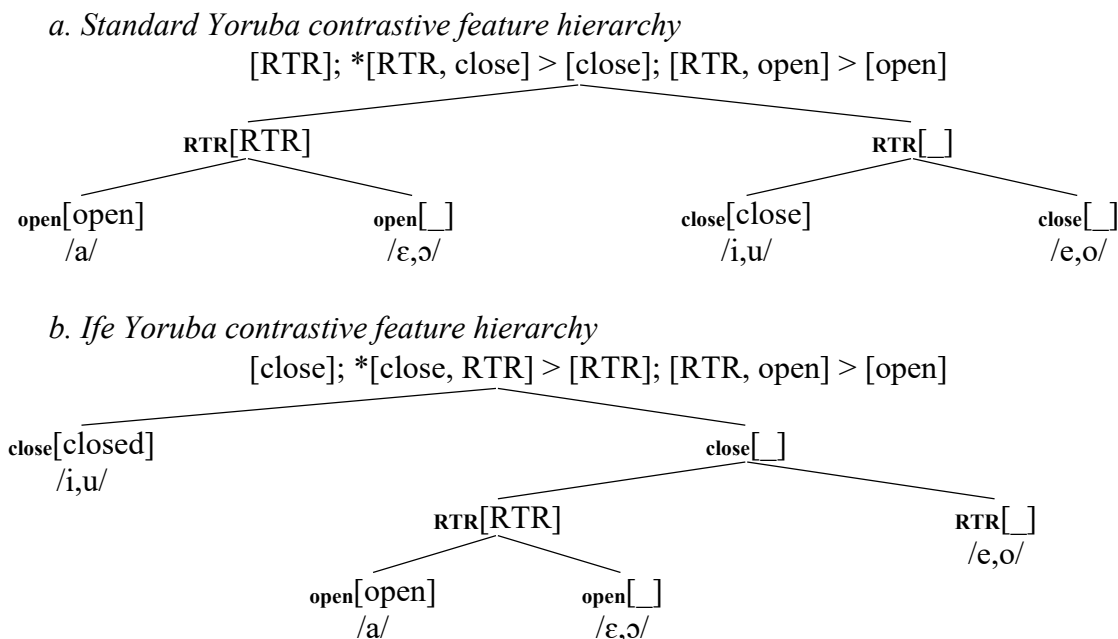 a. Standard Yoruba contrastive feature hierarchy
[RTR]; *[RTR, close] > [close]; [RTR, open] > [open]
RTR[RTR] RTR[_]
open[open] open[_] close[close] close[_]
/a/ /ɛ,ɔ/ /i,u/ /e,o/
b. Ife Yoruba contrastive feature hierarchy
[close]; *[close, RTR] > [RTR]; [RTR, open] > [open]
close[closed] close[_]
/i,u/
RTR[RTR] RTR[_]
/e,o/
open[open] open[_]
/a/ /ɛ,ɔ/